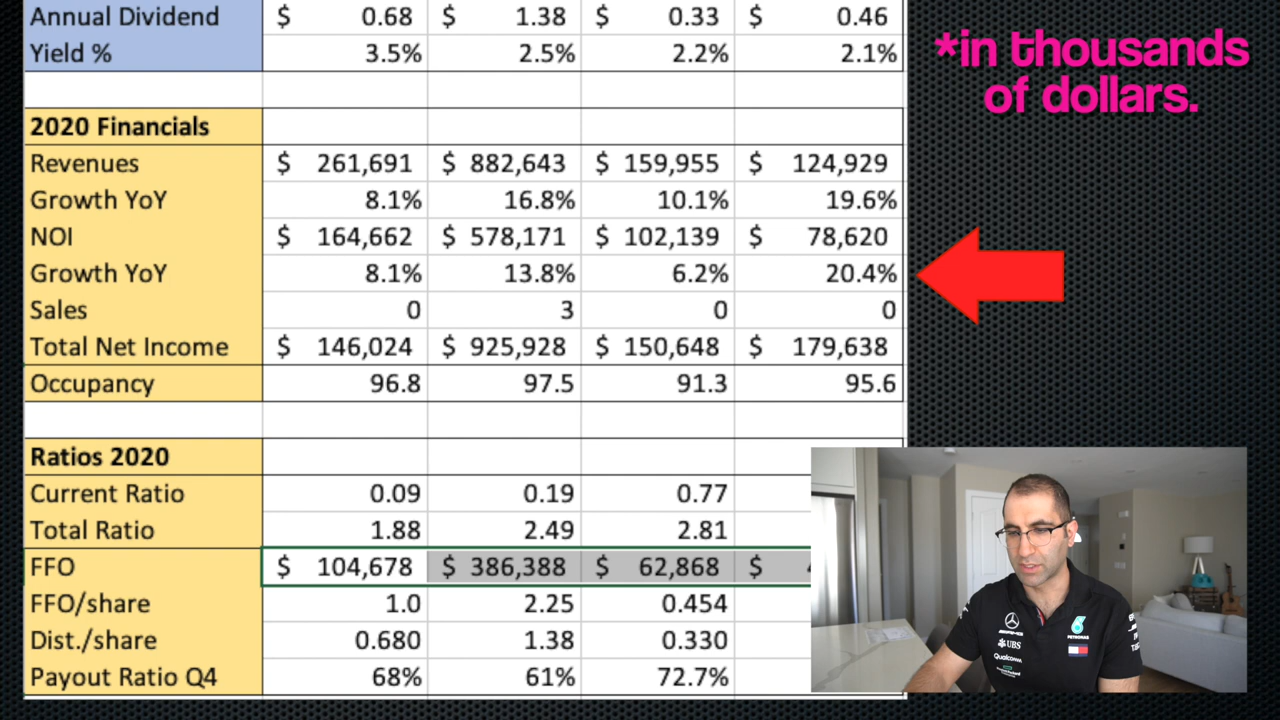 Annual Dividend $ 0.68 $ 1.38 $ 0.33 $ 0.46
Yield % 3.5% 2.5% 2.2% 2.1%
*in thousands
of dollars.
2020 Financials
Revenues $ 261,691 $ 882,643 $ 159,955 $ 124,929
Growth YoY 8.1% 16.8% 10.1% 19.6%
NOI $ 164,662 $ 578,171 $ 102,139 $ 78,620
Growth YoY 8.1% 13.8% 6.2% 20.4%
Sales 0 3 0 0
Total Net Income $ 146,024 $ 925,928 $ 150,648 $ 179,638
Occupancy 96.8 97.5 91.3 95.6
Ratios 2020
Current Ratio 0.09 0.19 0.77
Total Ratio 1.88 2.49 2.81
FFO $ 104,678 $ 386,388 $ 62,868 $
FFO/share 1.0 2.25 0.454
Dist./share 0.680 1.38 0.330
Payout Ratio Q4 68% 61% 72.7%
PETRONAS
UBS
Qualcomm